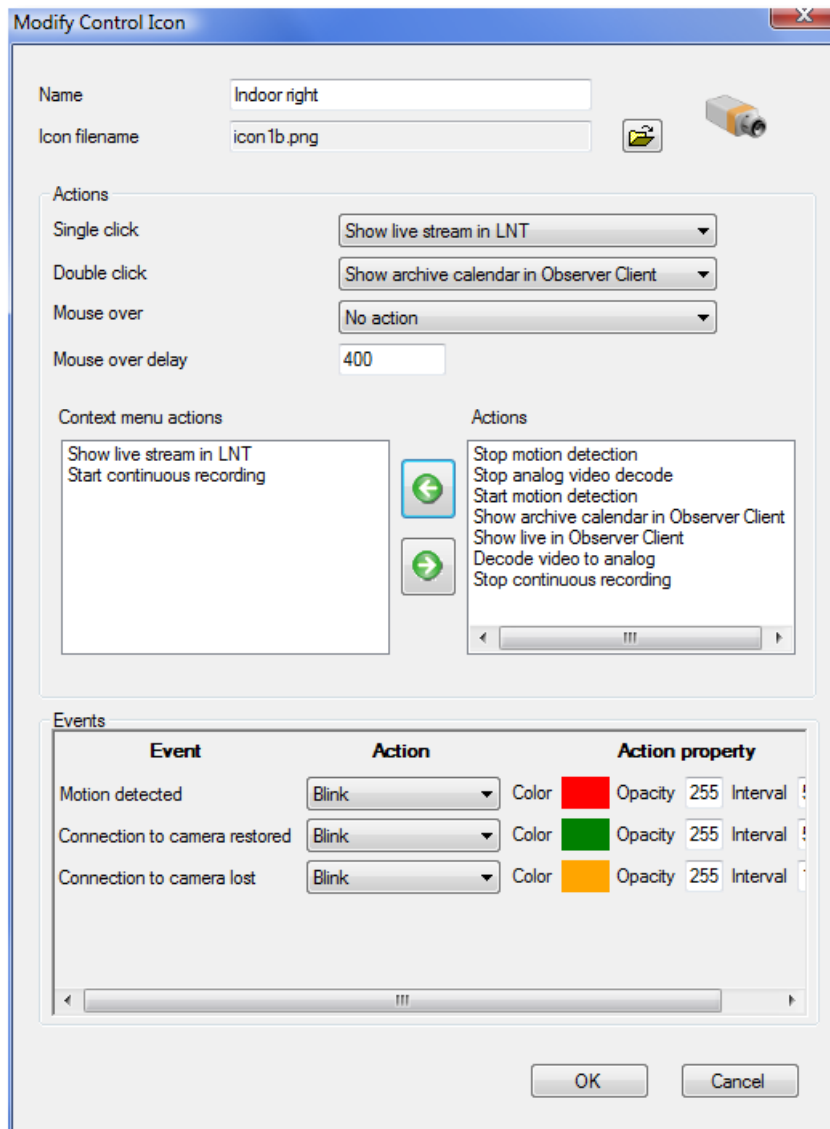 Modify Control Icon
Name Indoor right
Icon filename icon1b.png
Actions
Single click Show live stream in LNT
Double click Show archive calendar in Observer Client
Mouse over No action
Mouse over delay 400
Context menu actions
Show live stream in LNT
Start continuous recording
Actions
Stop motion detection
Stop analog video decode
Start motion detection
Show archive calendar in Observer Client
Show live in Observer Client
Decode video to analog
Stop continuous recording
Events
Event Action Action property
Motion detected Blink Color Opacity 255 Interval
Connection to camera restored Blink Color Opacity 255 Interval
Connection to camera lost Blink Color Opacity 255 Interval
OK Cancel